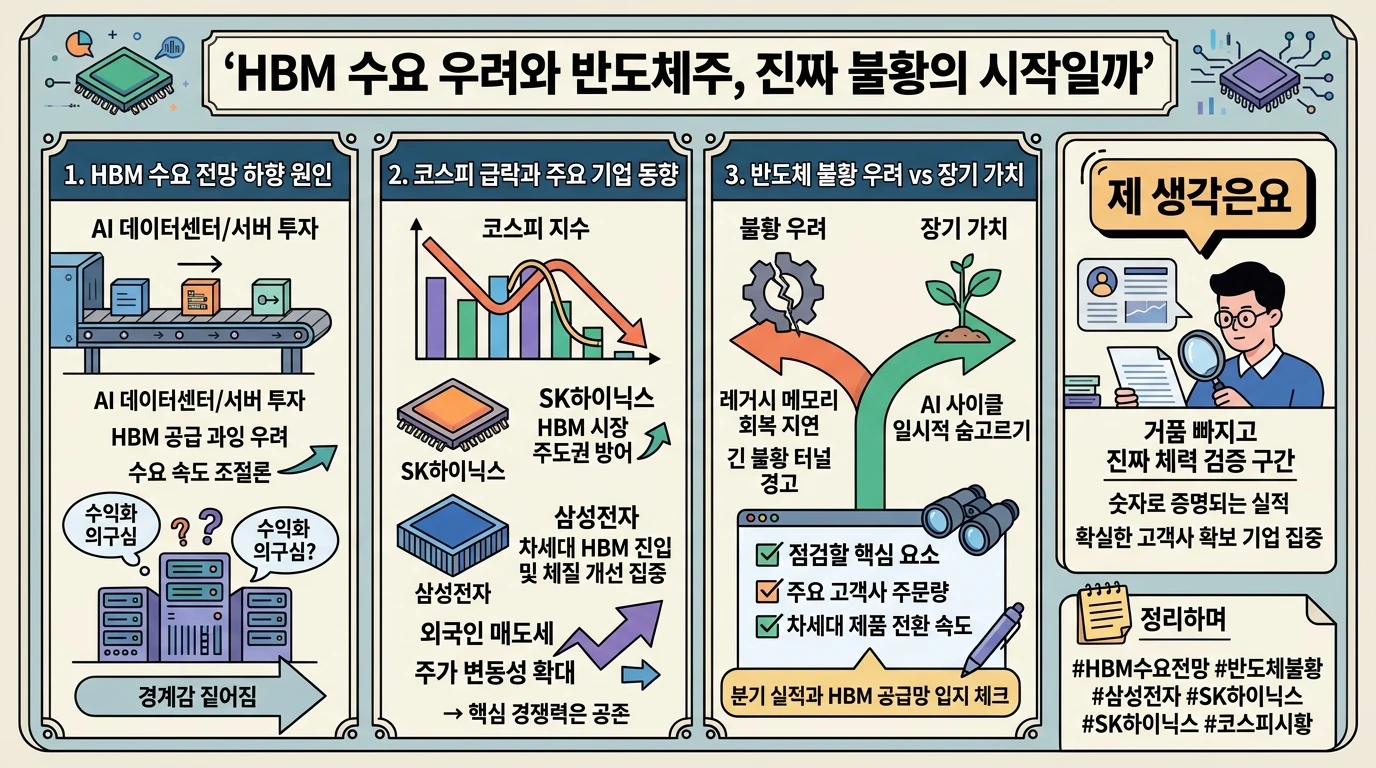 ‘HBM 수요 우려와 반도체주, 진짜 불황의 시작일까’
1. HBM 수요 전망 하향 원인
AI 데이터센터/서버 투자
AI 데이터센터/서버 투자
HBM 공급 과잉 우려
수요 속도 조절론
수익화
의구심
수익화
의구심?
경계감 짙어짐
2. 코스피 급락과 주요 기업 동향
코스피 지수
SK하이닉스
SK하이닉스
HBM 시장
주도권 방어
삼성전자
삼성전자
차세대 HBM 진입
및 체질 개선 집중
외국인 매도세
주가 변동성 확대
→ 핵심 경쟁력은 공존
3. 반도체 불황 우려 vs 장기 가치
불황 우려
장기 가치
레거시 메모리
회복 지연
긴 불황 터널
경고
AI 사이클
일시적 숨고르기
점검할 핵심 요소
주요 고객사 주문량
차세대 제품 전환 속도
분기 실적과 HBM 공급망 입지 체크
제 생각은요
거품 빠지고
진짜 체력 검증 구간
숫자로 증명되는 실적
확실한 고객사 확보 기업 집중
정리하며
#HBM수요전망 #반도체불황
#삼성전자 #SK하이닉스
#SK하이닉스 #코스피시황